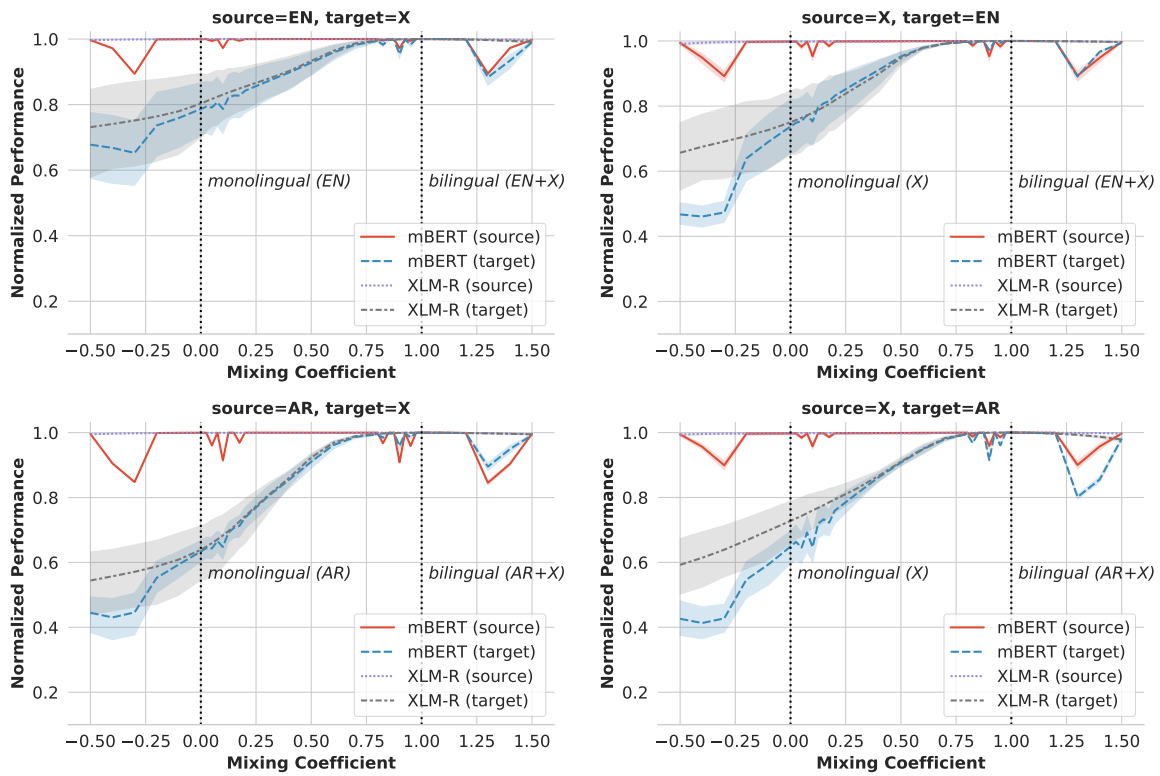 source=EN, target=X
Normalized Performance
1.0
0.8
0.6
0.4
0.2
monolingual (EN)
bilingual (EN+X)
mBERT (source)
mBERT (target)
XLM-R (source)
XLM-R (target)
−0.50 −0.25 0.00 0.25 0.50 0.75 1.00 1.25 1.50
Mixing Coefficient
source=X, target=EN
Normalized Performance
1.0
0.8
0.6
0.4
0.2
monolingual (X)
bilingual (EN+X)
mBERT (source)
mBERT (target)
XLM-R (source)
XLM-R (target)
−0.50 −0.25 0.00 0.25 0.50 0.75 1.00 1.25 1.50
Mixing Coefficient
source=AR, target=X
Normalized Performance
1.0
0.8
0.6
0.4
0.2
monolingual (AR)
bilingual (AR+X)
mBERT (source)
mBERT (target)
XLM-R (source)
XLM-R (target)
−0.50 −0.25 0.00 0.25 0.50 0.75 1.00 1.25 1.50
Mixing Coefficient
source=X, target=AR
Normalized Performance
1.0
0.8
0.6
0.4
0.2
monolingual (X)
bilingual (AR+X)
mBERT (source)
mBERT (target)
XLM-R (source)
XLM-R (target)
−0.50 −0.25 0.00 0.25 0.50 0.75 1.00 1.25 1.50
Mixing Coefficient